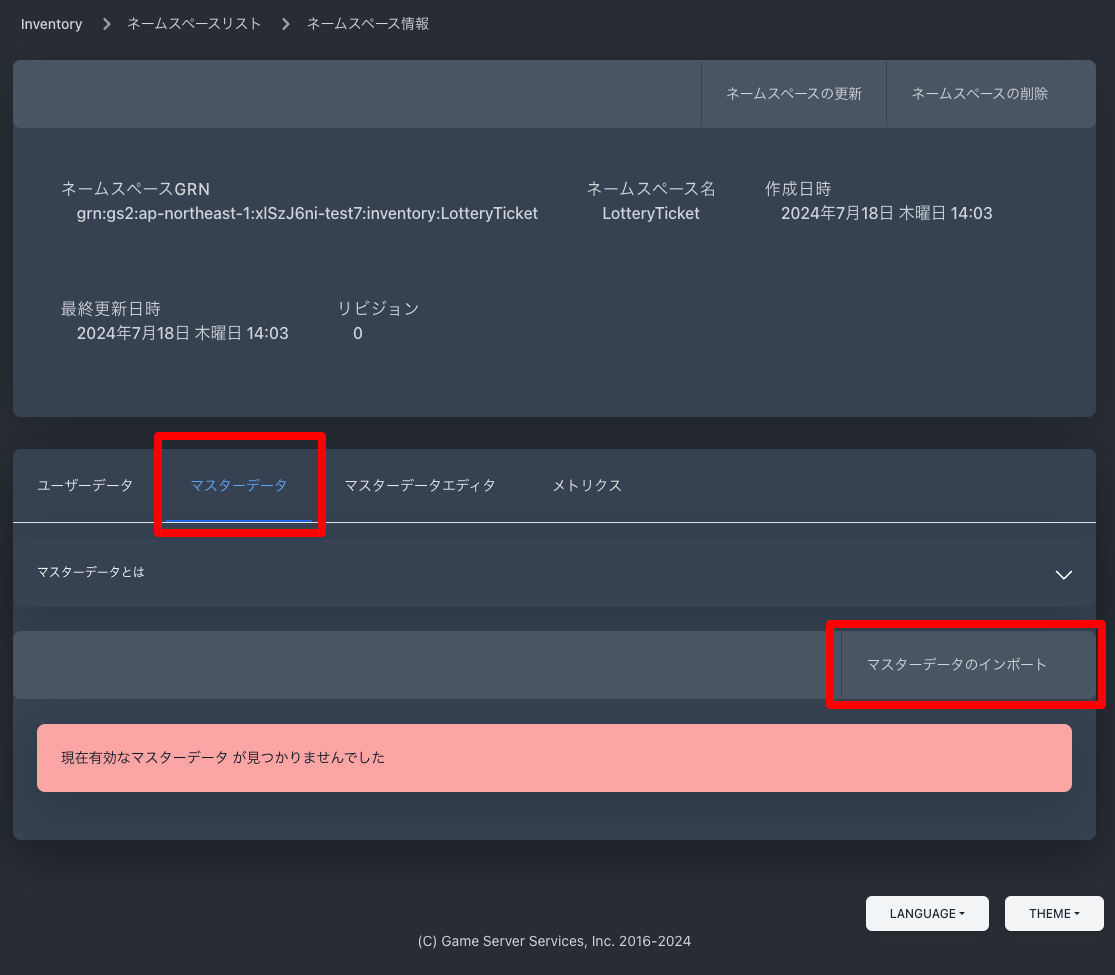 Inventory > ネームスペースリスト > ネームスペース情報
ネームスペースの更新 ネームスペースの削除
ネームスペースGRN ネームスペース名 作成日時
grn:gs2:ap-northeast-1:xlSzJ6ni-test7:inventory:LotteryTicket LotteryTicket 2024年7月18日 木曜日 14:03
最終更新日時 リビジョン
2024年7月18日 木曜日 14:03 0
ユーザーデータ マスターデータ マスターデータエディタ メトリクス
マスターデータとは
マスターデータのインポート
現在有効なマスターデータ が見つかりませんでした
LANGUAGE THEME
(C) Game Server Services, Inc. 2016-2024